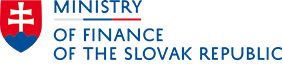 MINISTRY
OF FINANCE
OF THE SLOVAK REPUBLIC